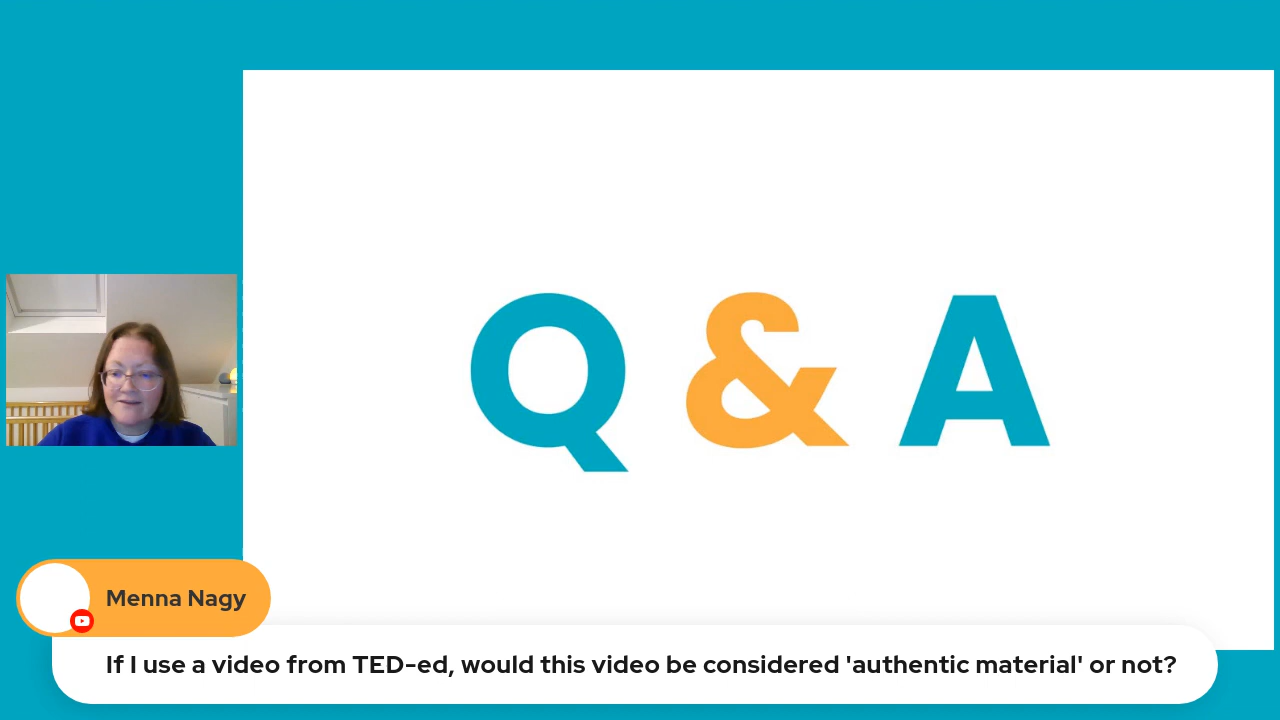 Q & A
Menna Nagy
If I use a video from TED-ed, would this video be considered 'authentic material' or not?